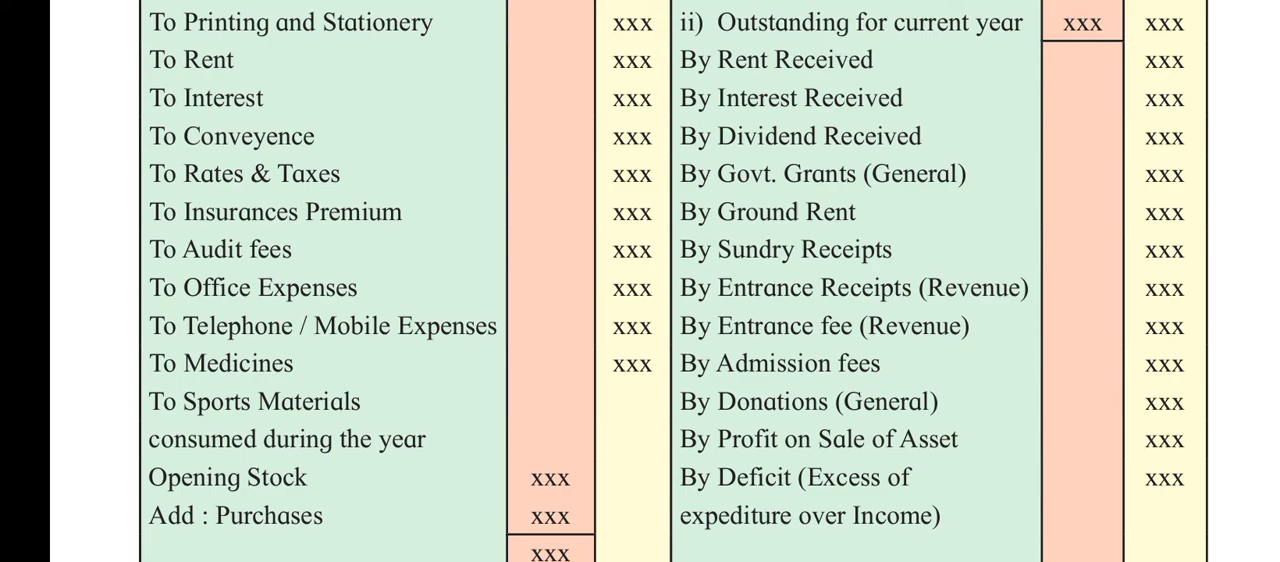 To Printing and Stationery xxx ii) Outstanding for current year xxx xxx
To Rent xxx By Rent Received xxx
To Interest xxx By Interest Received xxx
To Conveyence xxx By Dividend Received xxx
To Rates & Taxes xxx By Govt. Grants (General) xxx
To Insurances Premium xxx By Ground Rent xxx
To Audit fees xxx By Sundry Receipts xxx
To Office Expenses xxx By Entrance Receipts (Revenue) xxx
To Telephone / Mobile Expenses xxx By Entrance fee (Revenue) xxx
To Medicines xxx By Admission fees xxx
To Sports Materials By Donations (General) xxx
consumed during the year By Profit on Sale of Asset xxx
Opening Stock xxx By Deficit (Excess of xxx
Add : Purchases xxx expediture over Income)
xxx